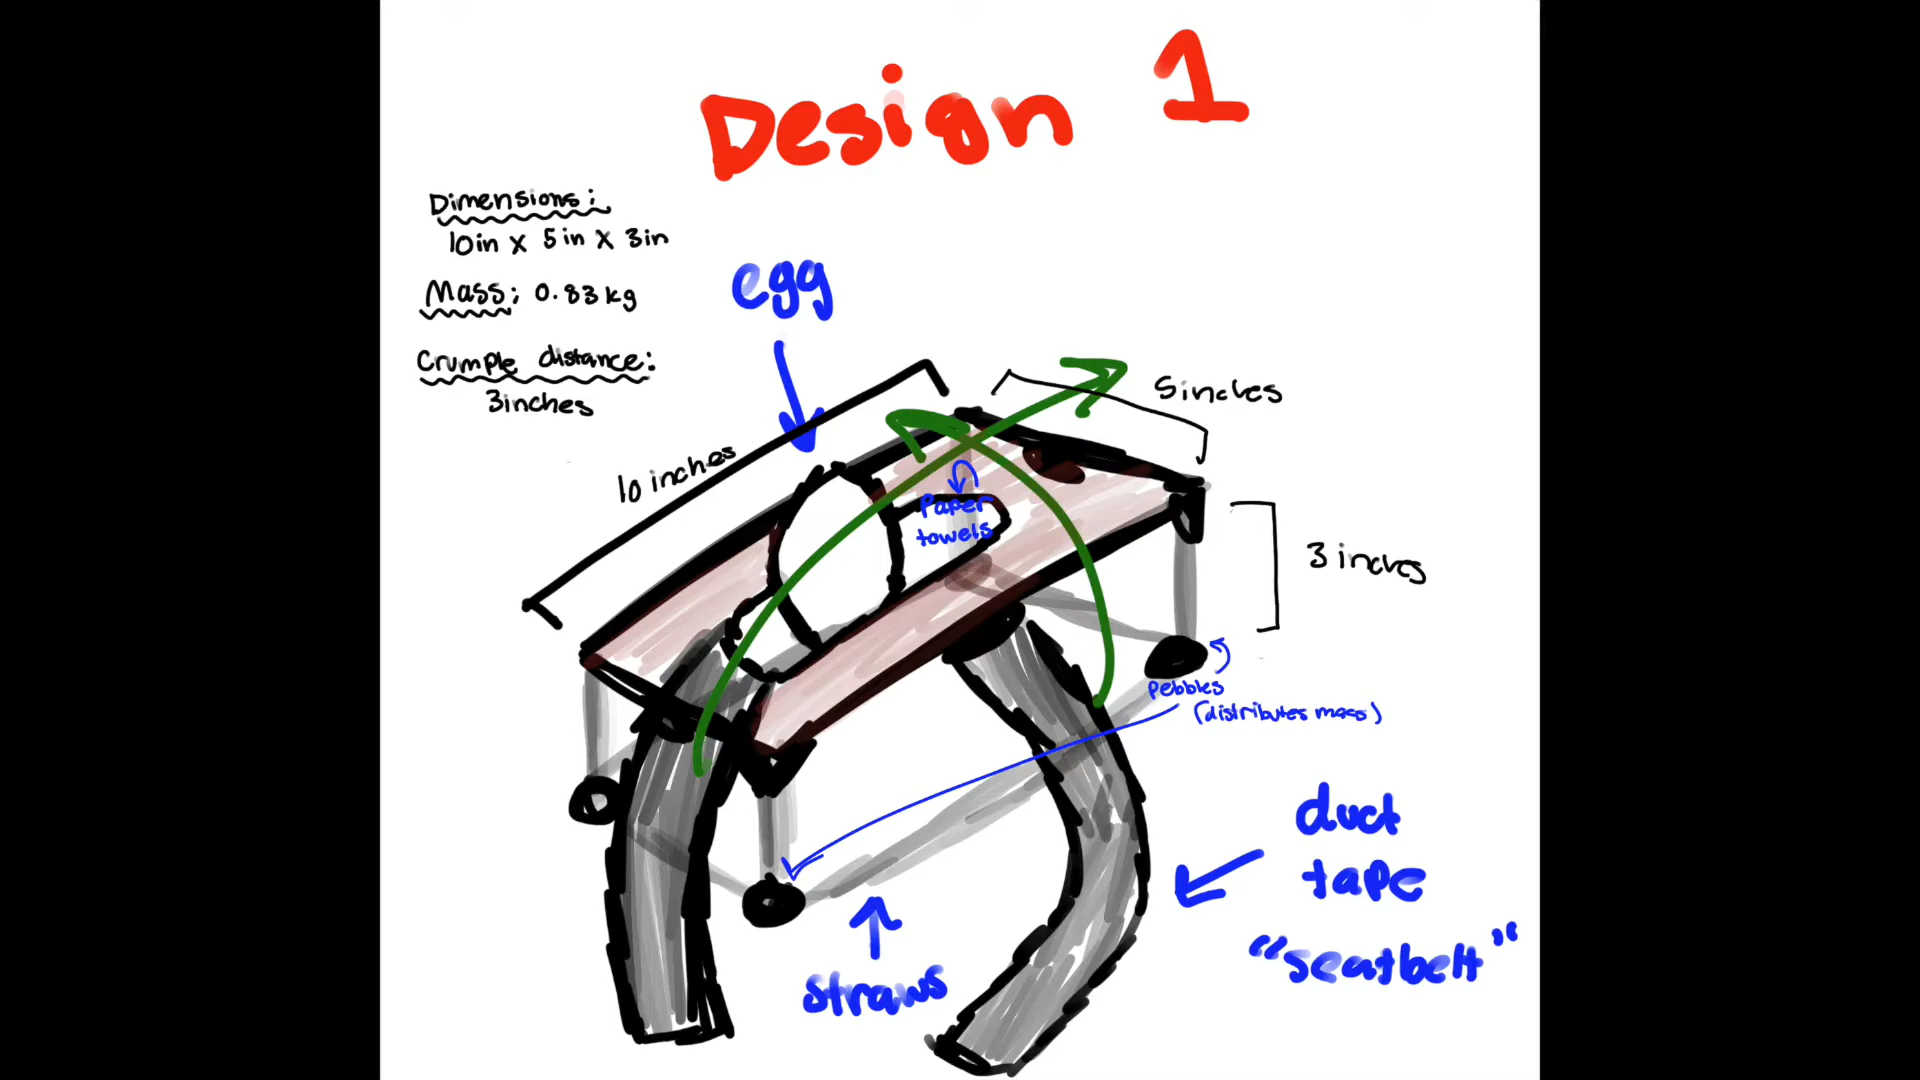 Design 1
Dimensions:
10in x 5in x 3in
Mass: 0.83kg
Crumple distance:
3inches
egg
10 inches
5inches
Paper
towels
3 inches
pebbles
(distributes mass)
duct
tape
"seatbelt"
straws